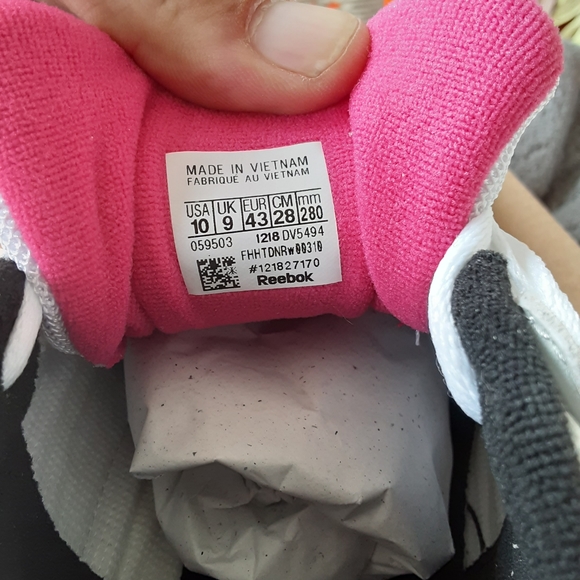 MADE IN VIETNAM
FABRIQUE AU VIETNAM
USA UK EUR CM mm
10 9 43 28 280
059503 1218 DV5494
FHHTDNRW00310
#121827170
Reebok